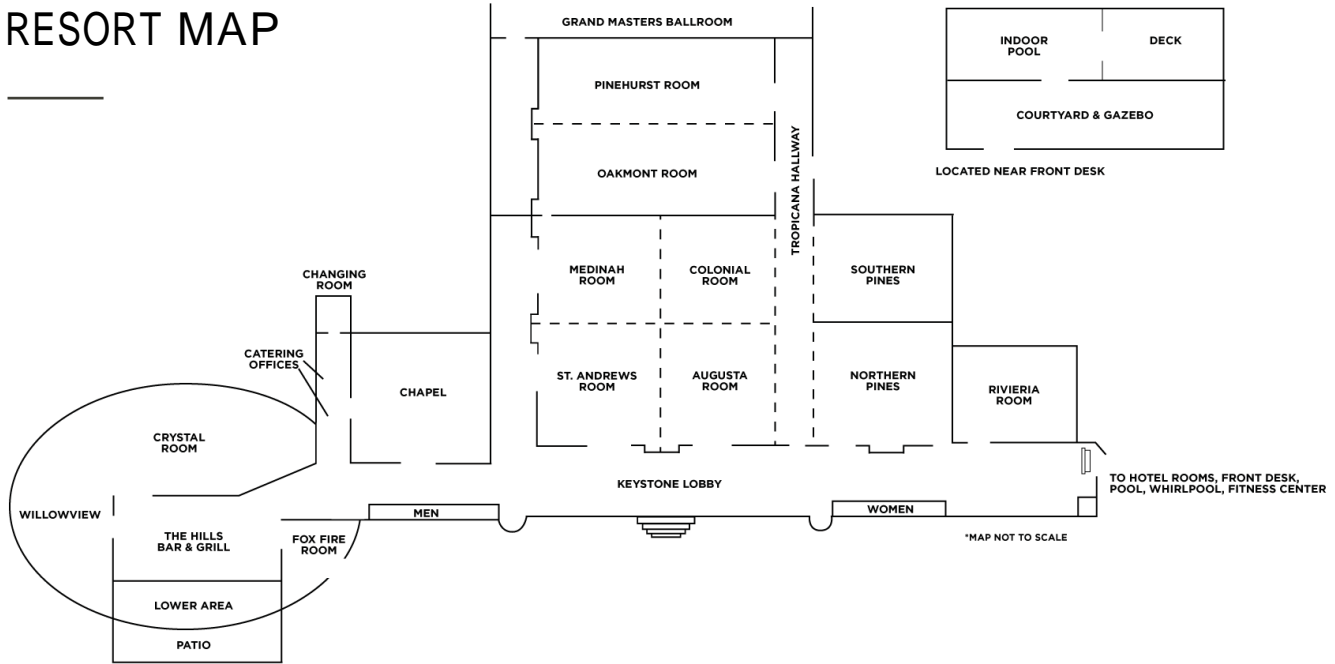 RESORT MAP
GRAND MASTERS BALLROOM
PINEHURST ROOM
OAKMONT ROOM
TROPICANA HALLWAY
INDOOR
POOL
DECK
COURTYARD & GAZEBO
LOCATED NEAR FRONT DESK
MEDINAH
ROOM
COLONIAL
ROOM
SOUTHERN
PINES
CHANGING
ROOM
CATERING
OFFICES
CHAPEL
ST. ANDREWS
ROOM
AUGUSTA
ROOM
NORTHERN
PINES
RIVIERIA
ROOM
CRYSTAL
ROOM
KEYSTONE LOBBY
TO HOTEL ROOMS, FRONT DESK,
POOL, WHIRLPOOL, FITNESS CENTER
WILLOWVIEW
MEN
WOMEN
THE HILLS
BAR & GRILL
FOX FIRE
ROOM
*MAP NOT TO SCALE
LOWER AREA
PATIO